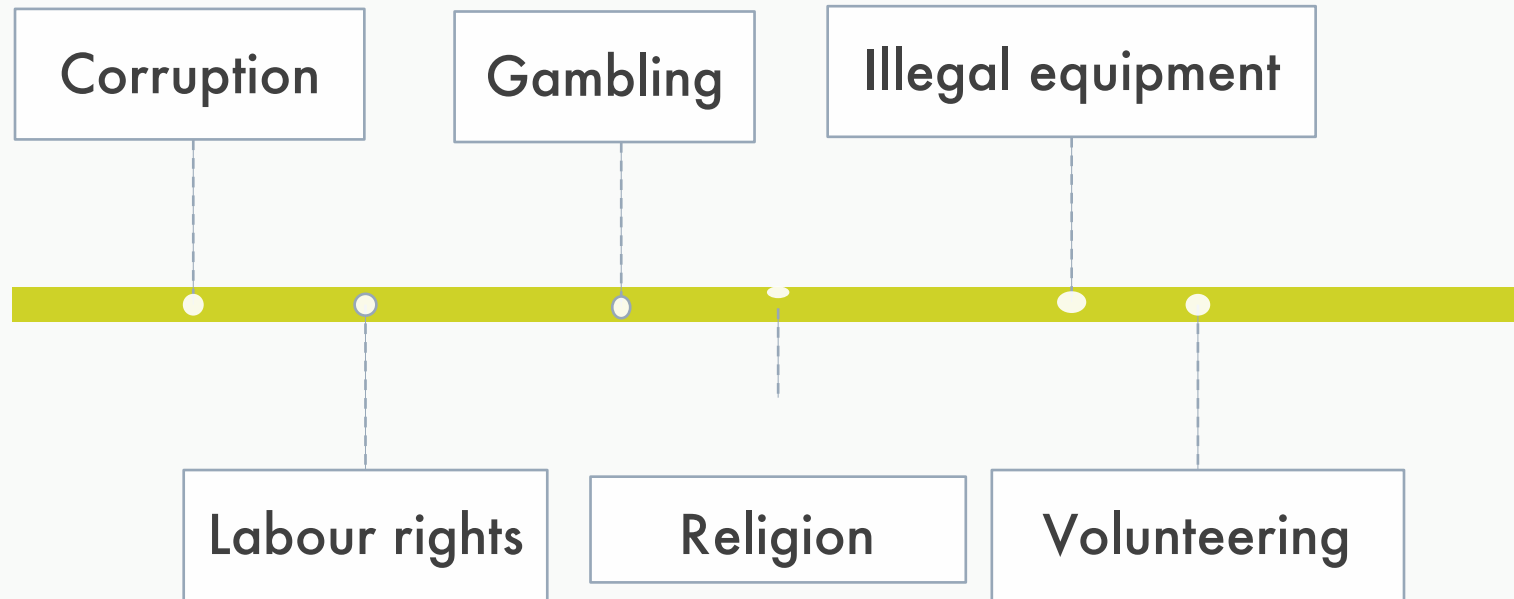 Corruption
Gambling
Illegal equipment
Labour rights
Religion
Volunteering